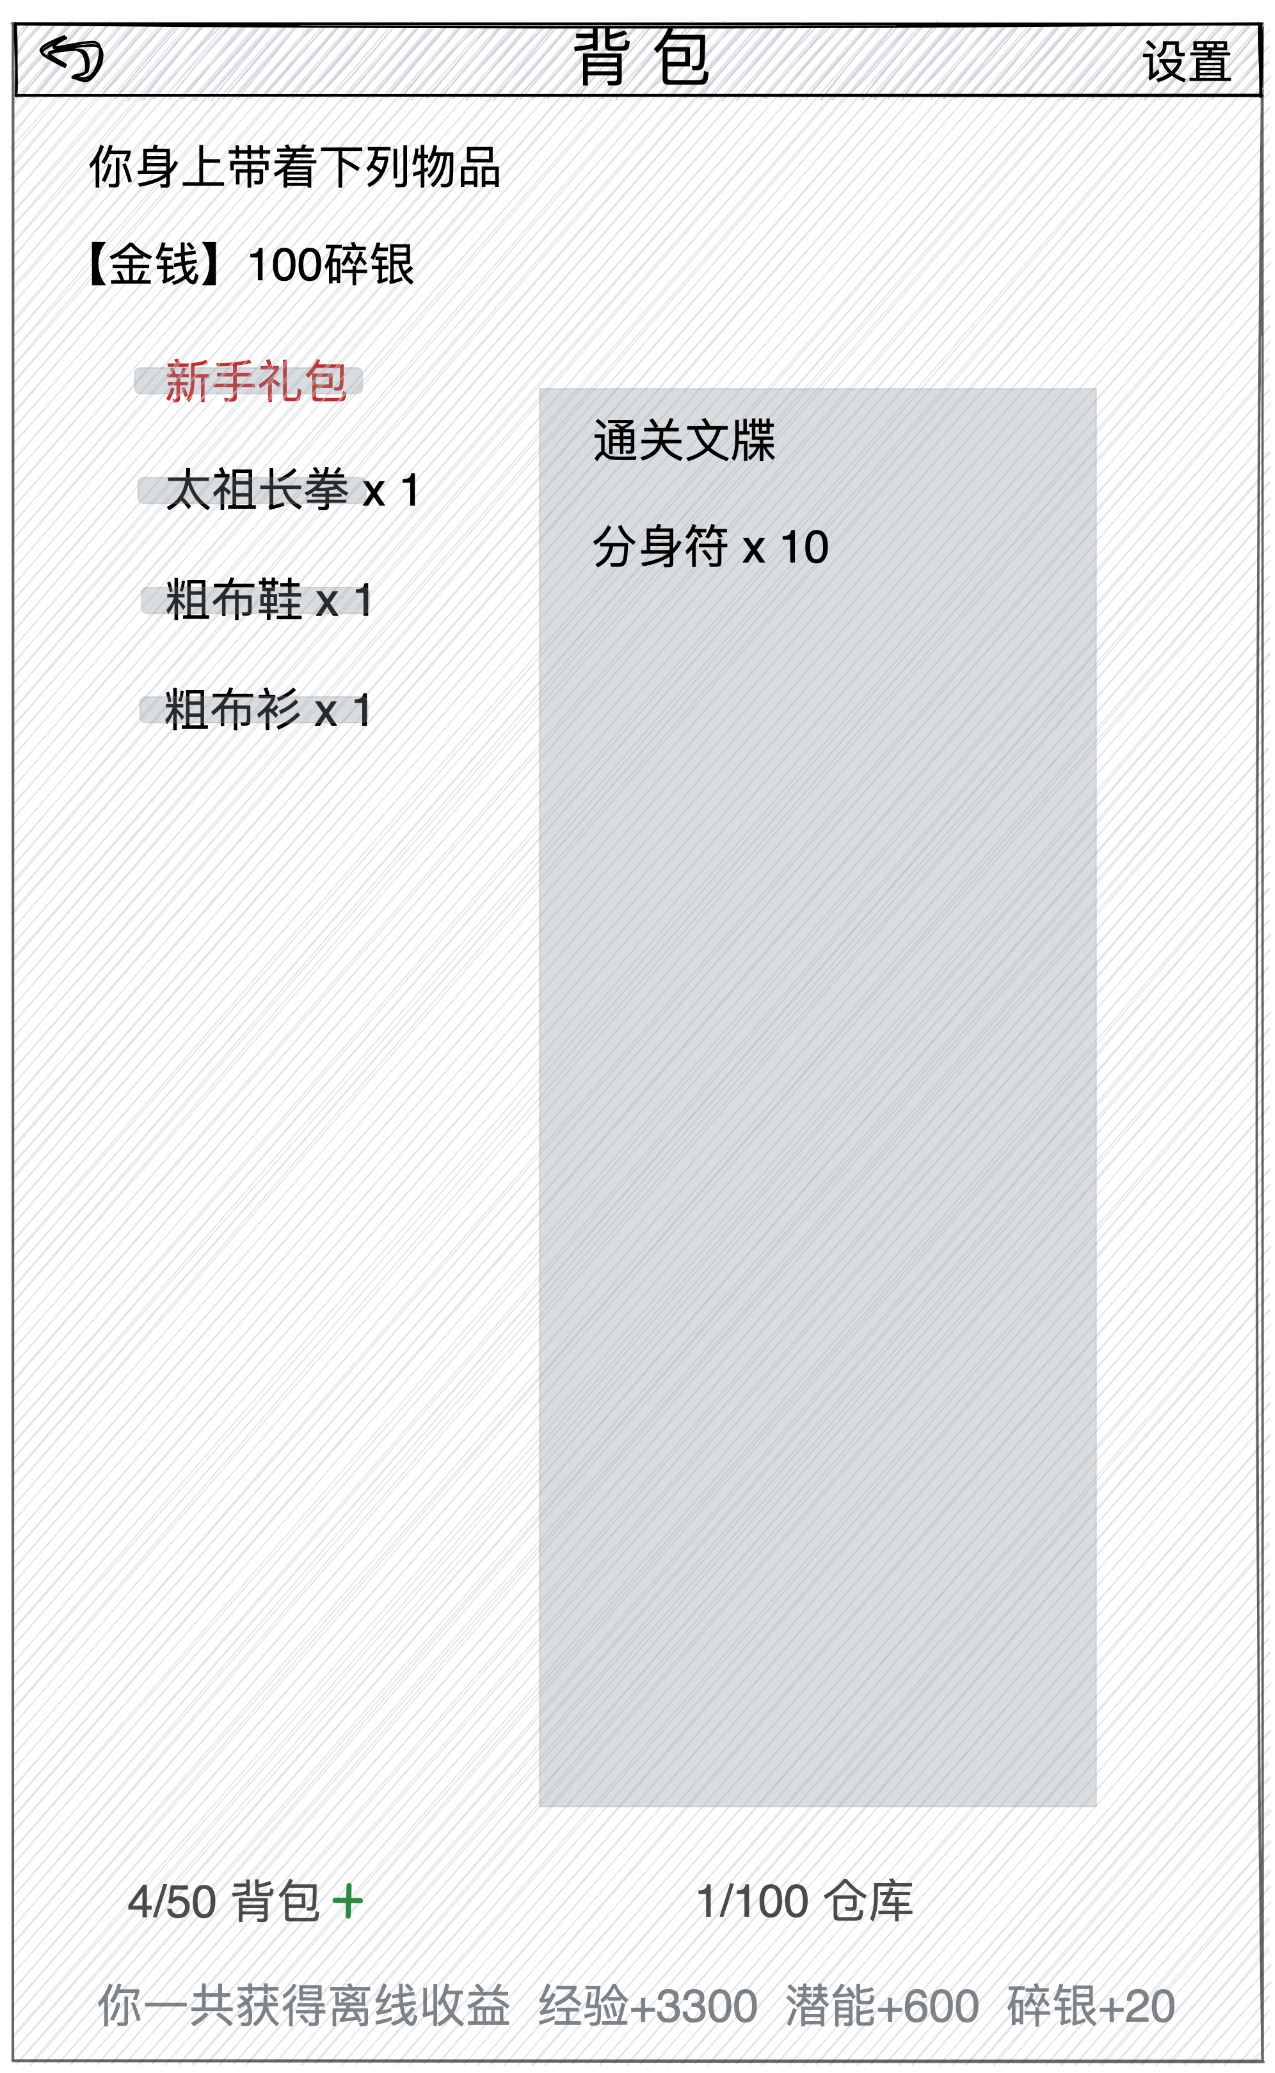 背 包
设置
你身上带着下列物品
【金钱】100碎银
新手礼包
太祖长拳 x 1
粗布鞋 x 1
粗布衫 x 1
通关文牒
分身符 x 10
4/50 背包 +
1/100 仓库
你一共获得离线收益 经验+3300 潜能+600 碎银+20